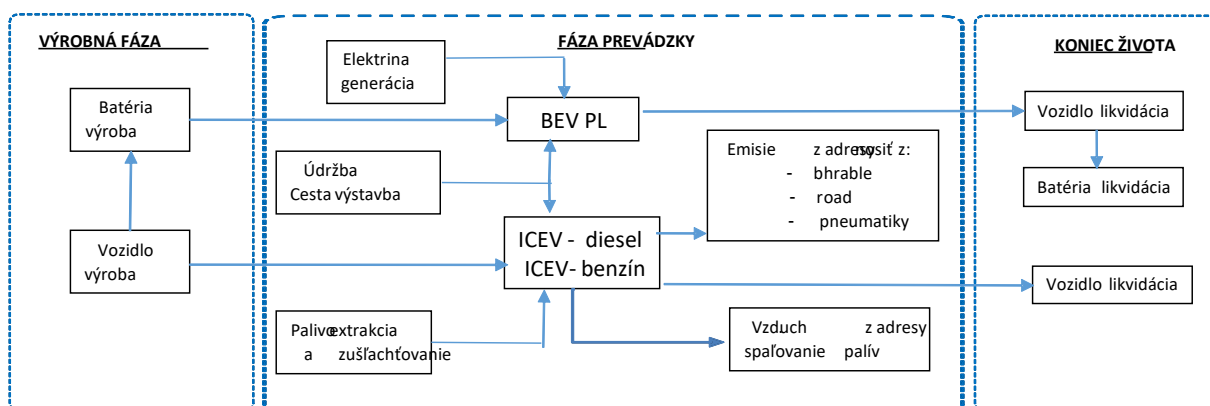 VÝROBNÁ FÁZA
Batéria
výroba
Vozidlo
výroba
FÁZA PREVÁDZKY
Elektrina
generácia
BEV PL
Údržba
Cesta výstavba
ICEV - diesel
ICEV- benzín
Palivo extrakcia
a zušľachťovanie
Emisie z adresy nosiť z:
- bhrable
- road
- pneumatiky
Vzduch z adresy
spaľovanie palív
KONIEC ŽIVOTA
Vozidlo likvidácia
Batéria likvidácia
Vozidlo likvidácia